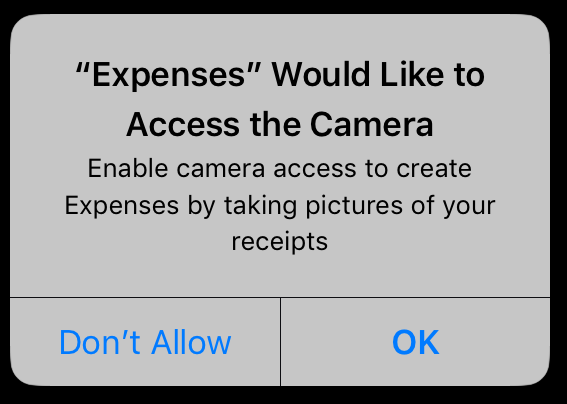 “Expenses” Would Like to
Access the Camera
Enable camera access to create
Expenses by taking pictures of your
receipts
Don’t Allow
OK